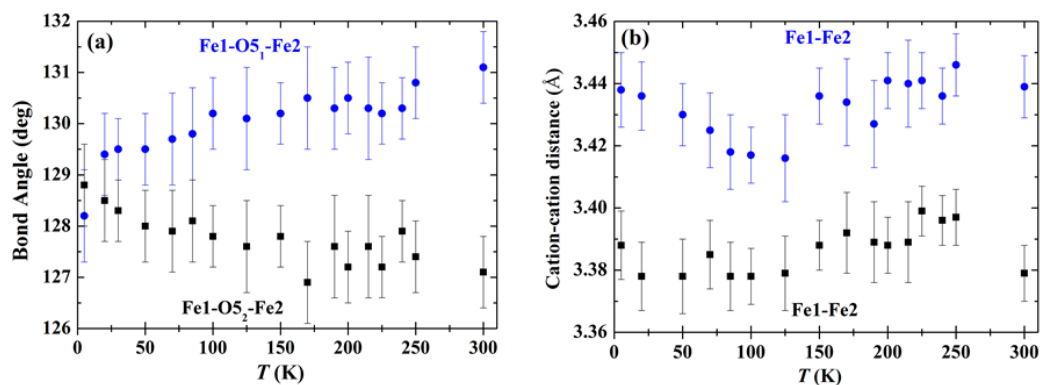 (a)
Fe1-O5₁-Fe2
Fe1-O5₂-Fe2
Bond Angle (deg)
132
131
130
129
128
127
126
0 50 100 150 200 250 300
T (K)
(b)
Fe1-Fe2
Fe1-Fe2
Cation-cation distance (Å)
3.46
3.44
3.42
3.40
3.38
3.36
0 50 100 150 200 250 300
T (K)